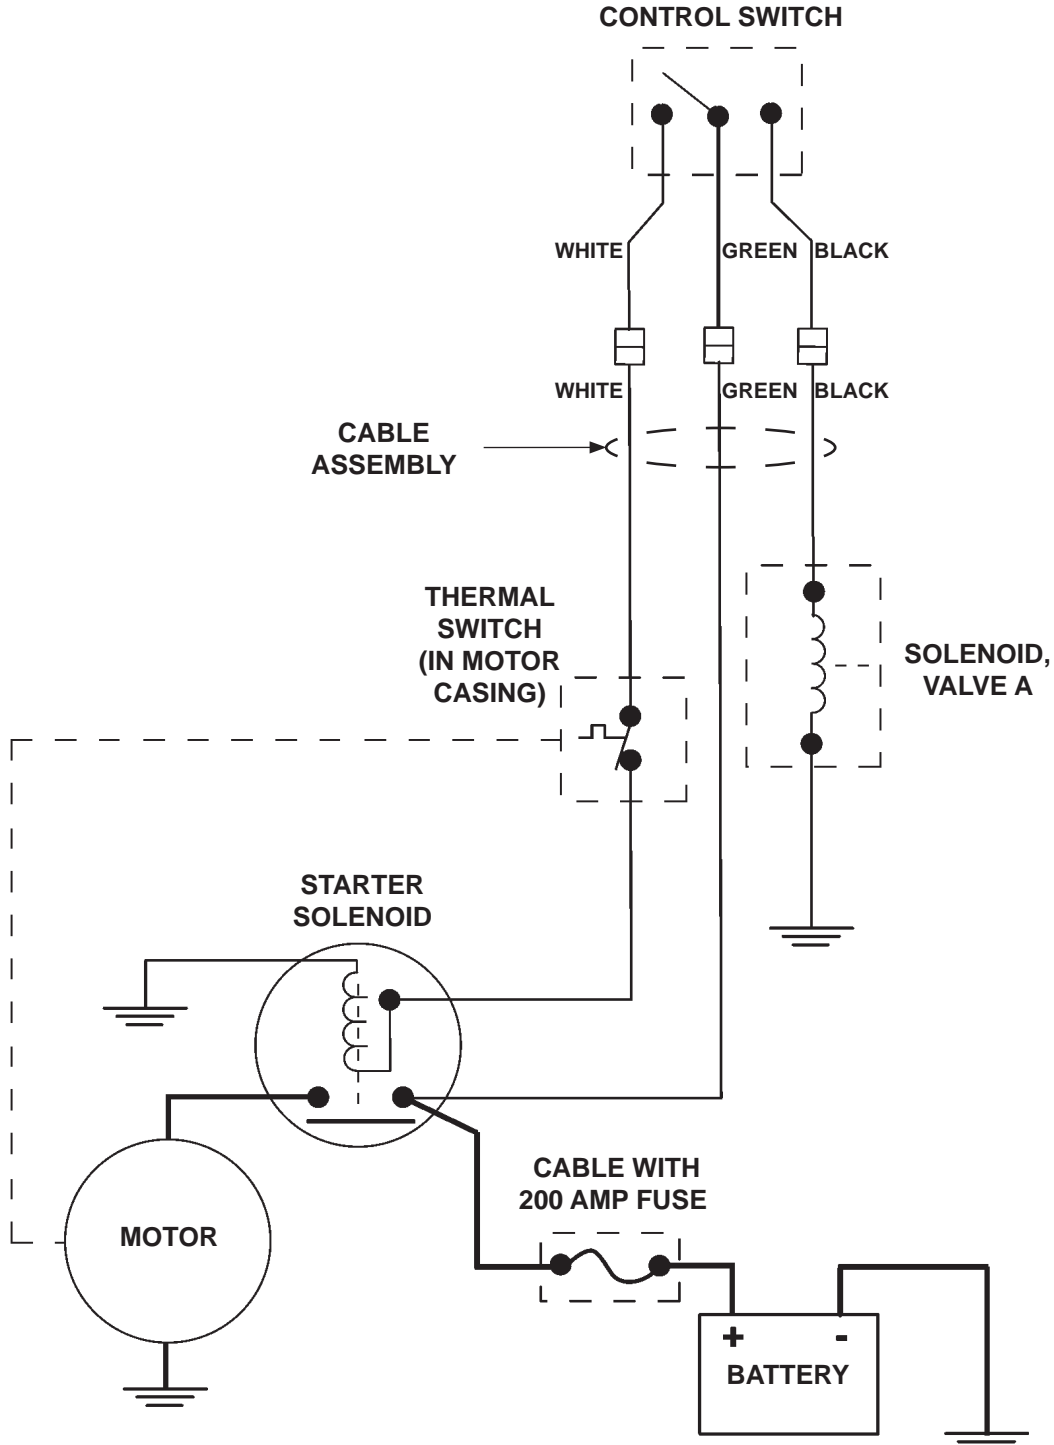 CONTROL SWITCH
WHITE
GREEN
BLACK
WHITE
GREEN
BLACK
CABLE
ASSEMBLY
THERMAL
SWITCH
(IN MOTOR
CASING)
SOLENOID,
VALVE A
STARTER
SOLENOID
CABLE WITH
200 AMP FUSE
MOTOR
+
-
BATTERY